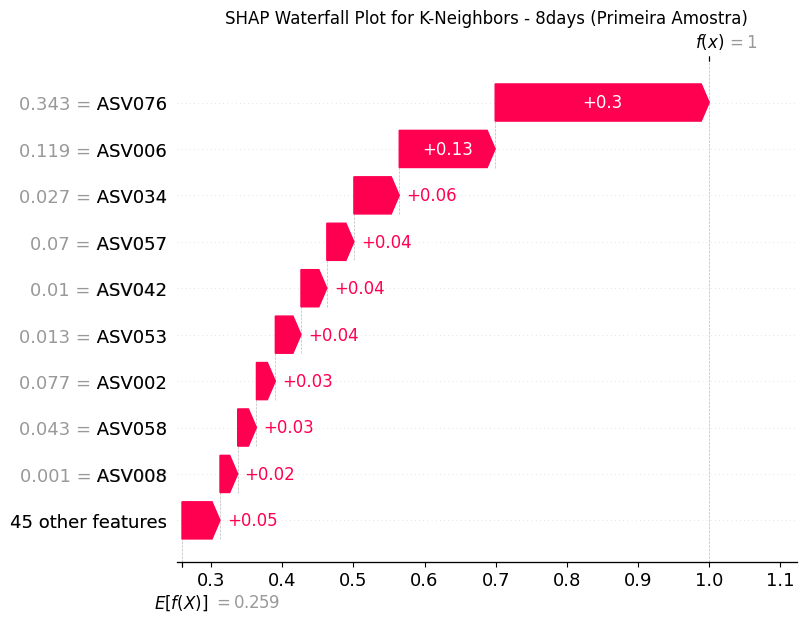 SHAP Waterfall Plot for K-Neighbors - 8days (Primeira Amostra)
f(x) = 1
0.343 = ASV076 +0.3
0.119 = ASV006 +0.13
0.027 = ASV034 +0.06
0.07 = ASV057 +0.04
0.01 = ASV042 +0.04
0.013 = ASV053 +0.04
0.077 = ASV002 +0.03
0.043 = ASV058 +0.03
0.001 = ASV008 +0.02
45 other features +0.05
0.3 0.4 0.5 0.6 0.7 0.8 0.9 1.0 1.1
E[f(X)] = 0.259